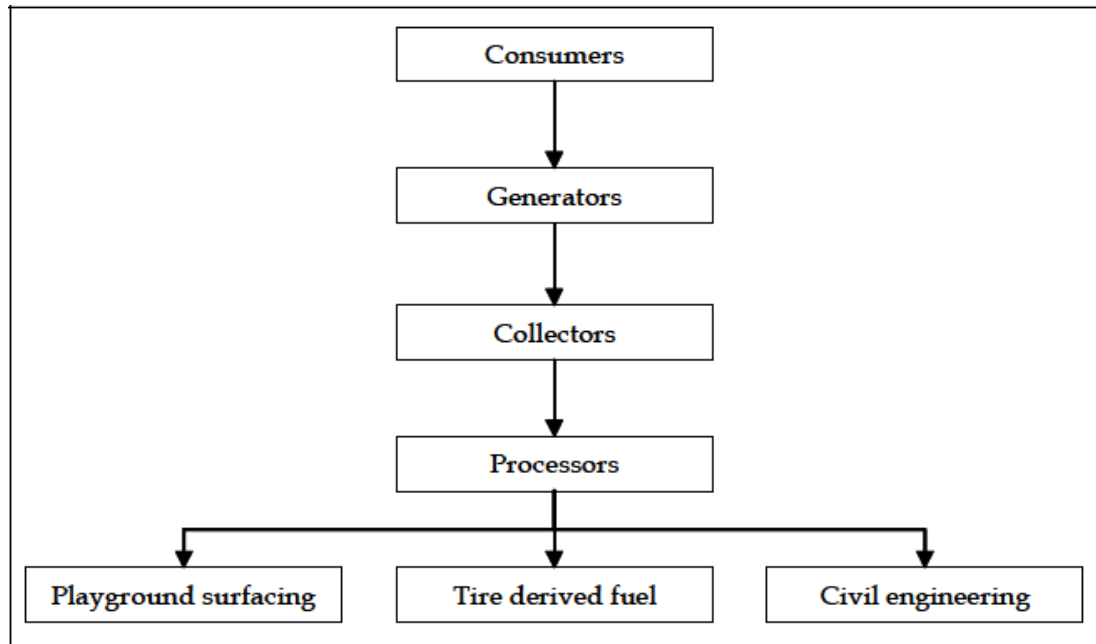 Consumers
Generators
Collectors
Processors
Playground surfacing
Tire derived fuel
Civil engineering